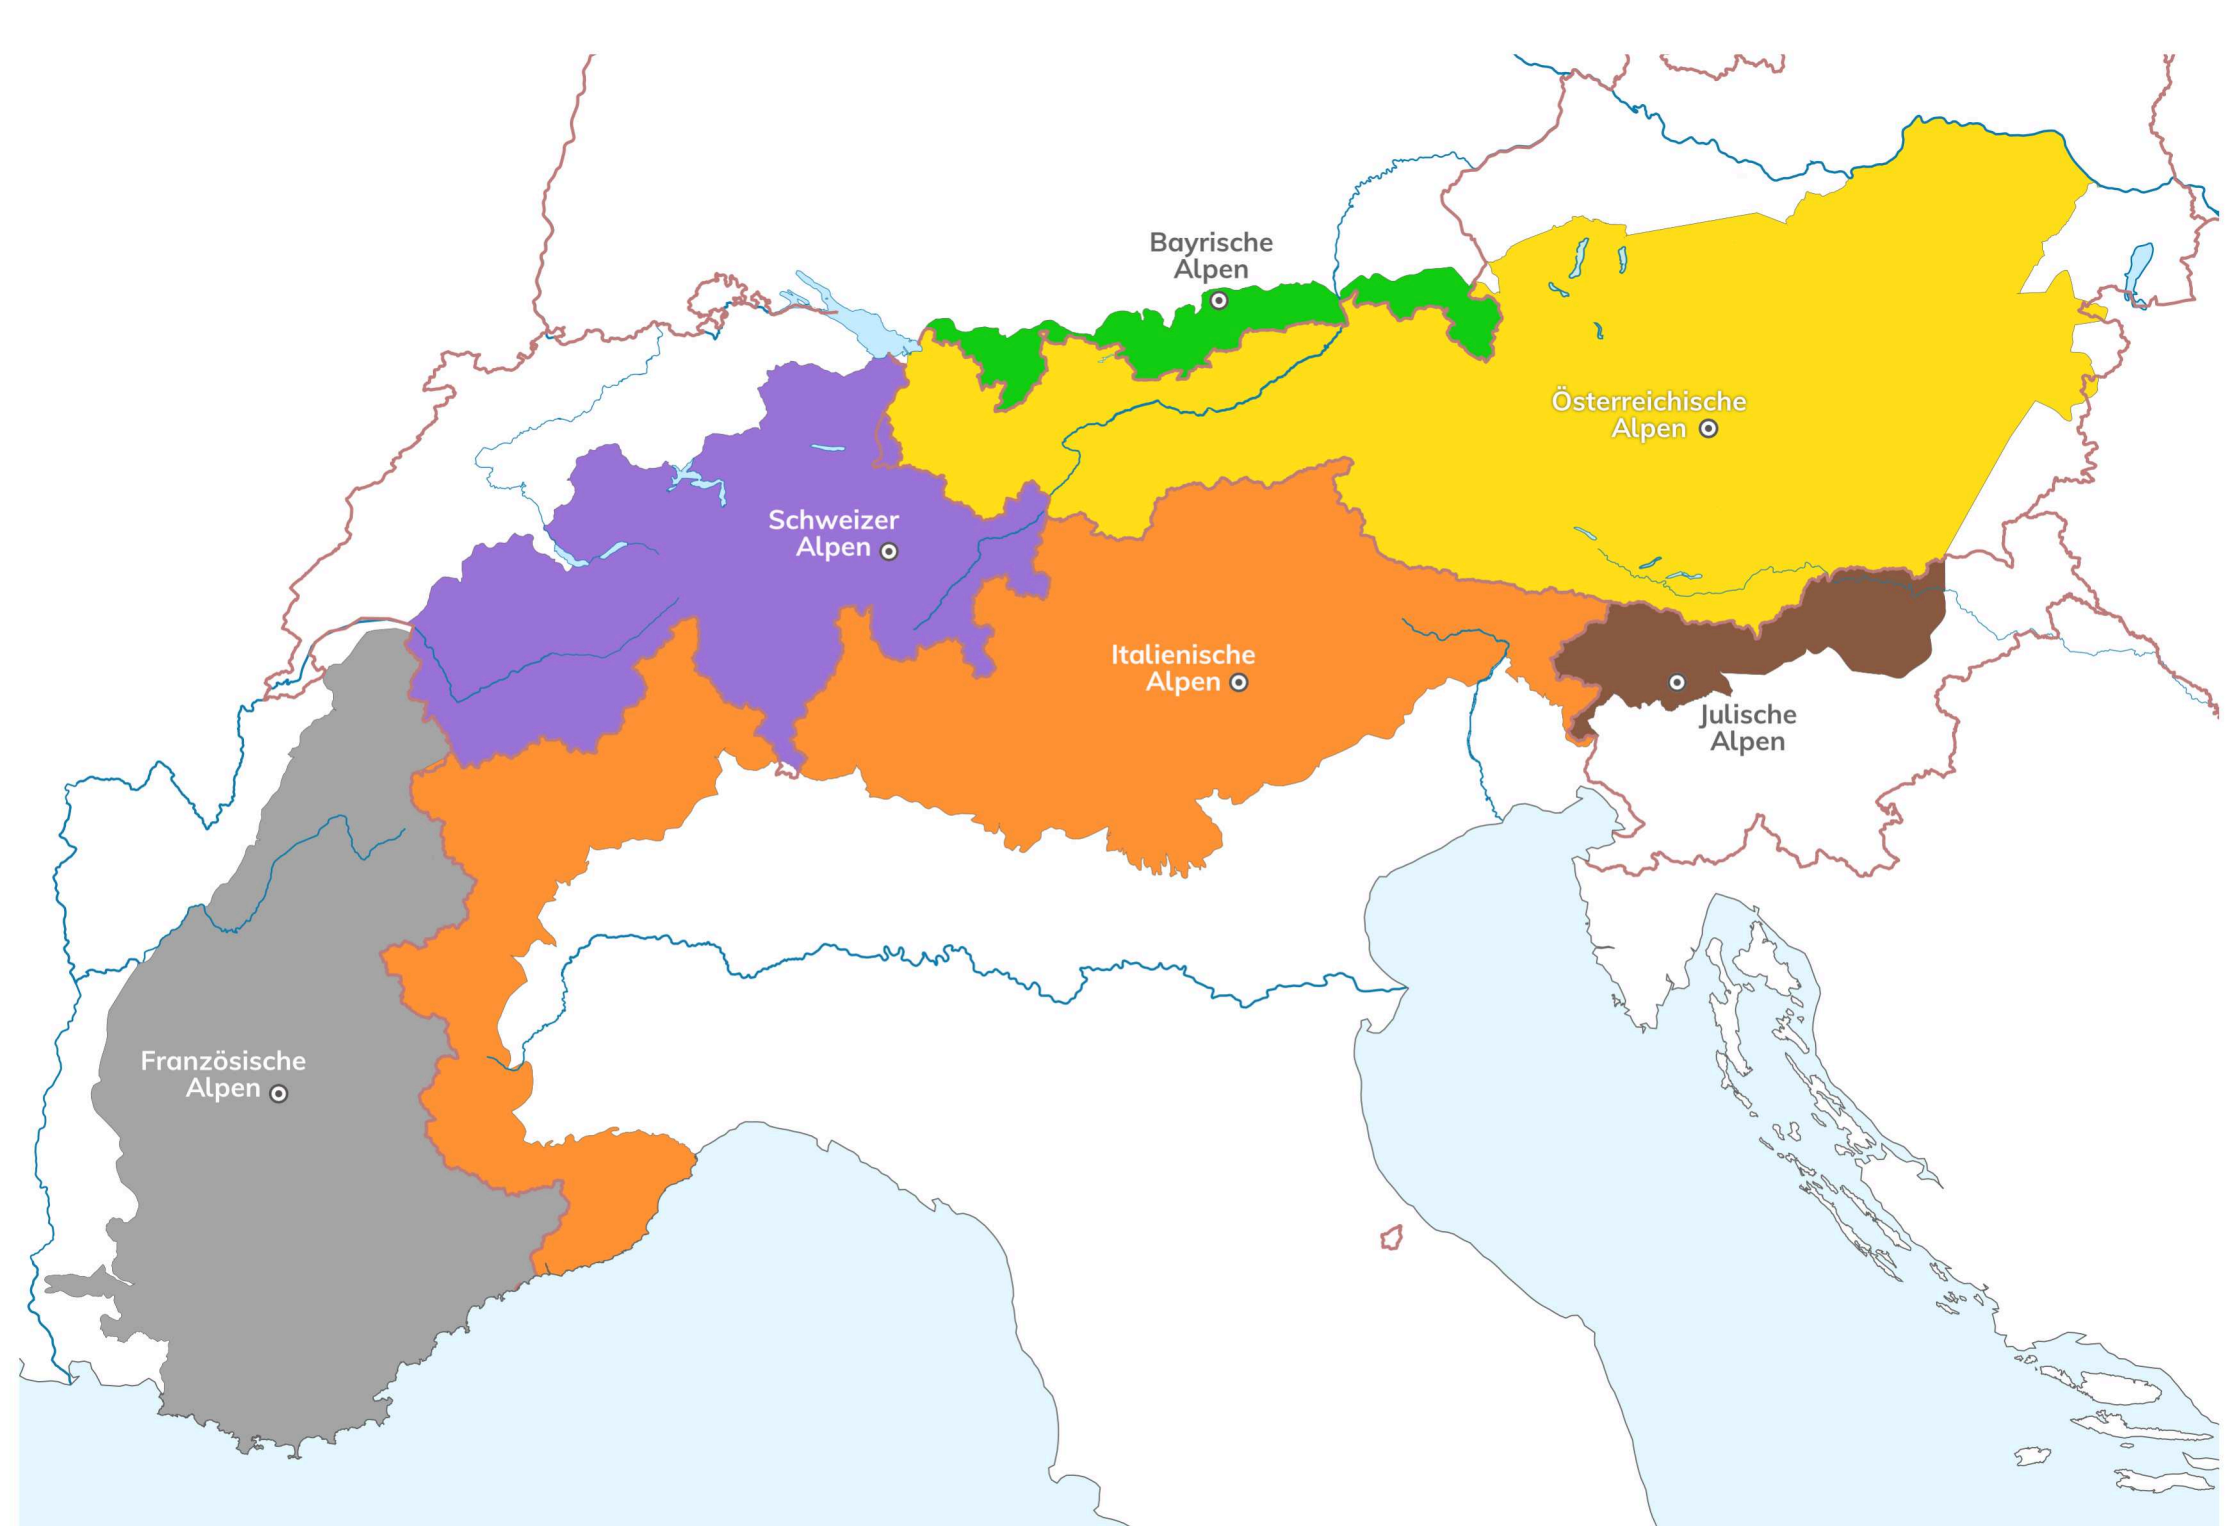 Bayrische
Alpen
Österreichische
Alpen
Schweizer
Alpen
Italienische
Alpen
Julische
Alpen
Französische
Alpen